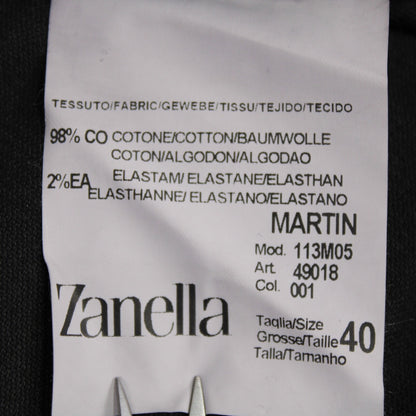 TESSUTO/FABRIC/GEWEBE/TISSU/TEJIDO/TECIDO
98% CO COTONE/COTTON/BAUMWOLLE
COTON/ALGODON/ALGODAO
2%EA ELASTAM/ELASTANE/ELASTHAN
ELASTHANNE/ELASTANO/ELASTANO
MARTIN
Mod. 113M05
Art. 49018
Col. 001
Zanella
Taglia/Size
Grosse/Taille 40
Talla/Tamanho